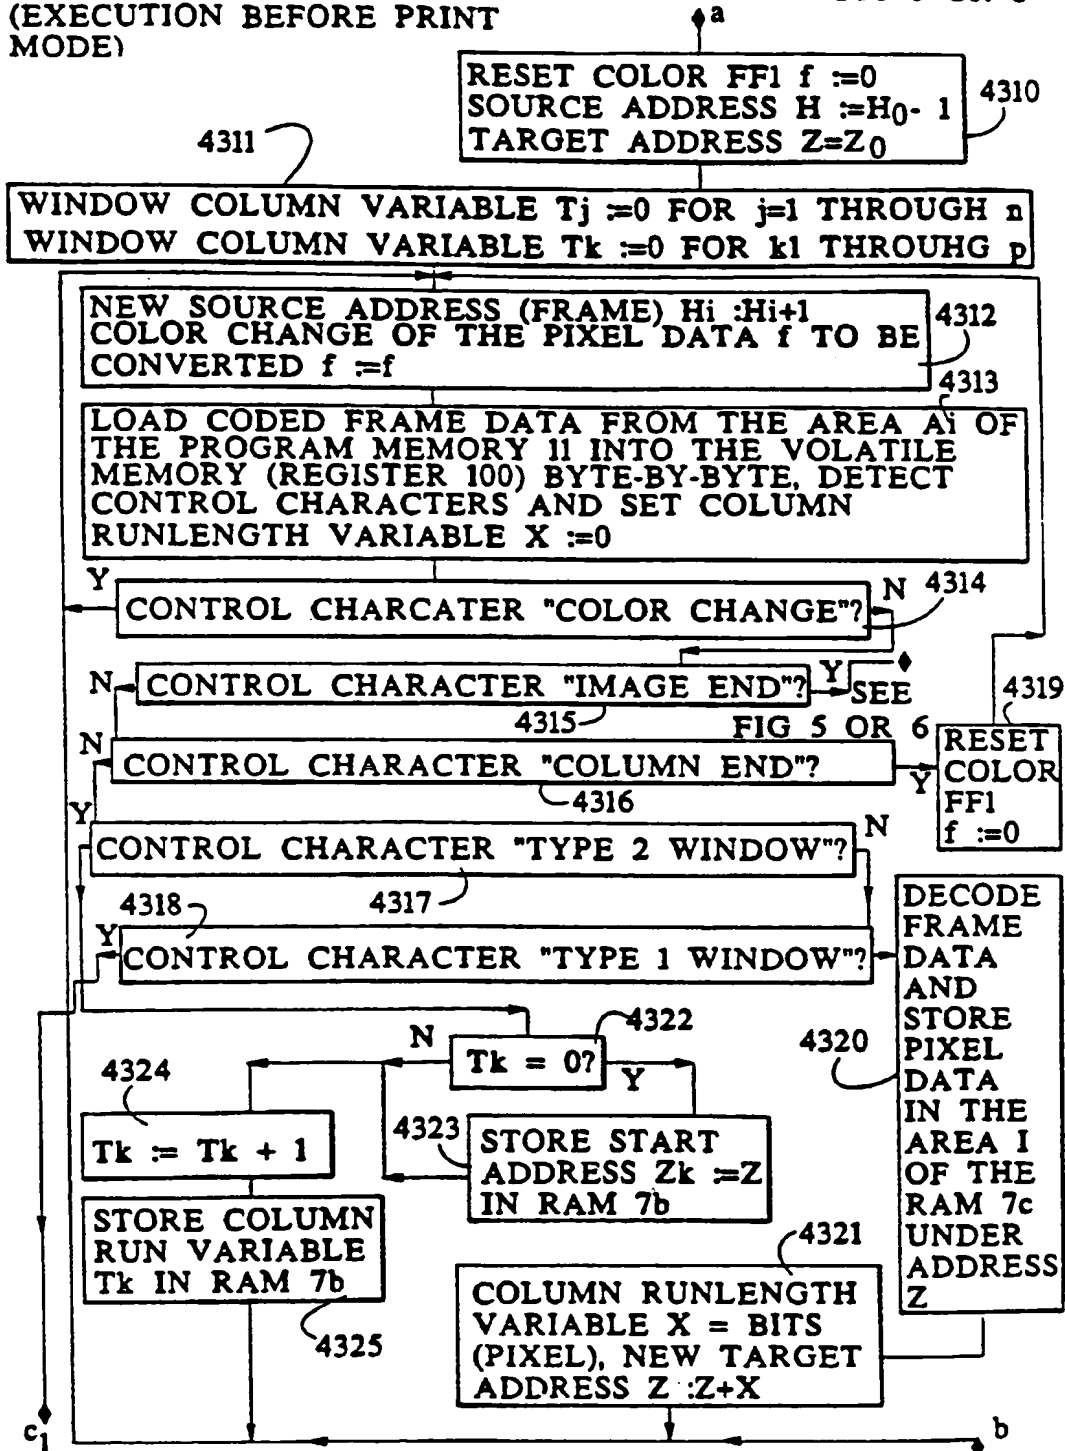 (EXECUTION BEFORE PRINT
MODE)
a
RESET COLOR FF1 f :=0
SOURCE ADDRESS H :=H0- 1
TARGET ADDRESS Z=Z0
4310
4311
WINDOW COLUMN VARIABLE Tj :=0 FOR j=1 THROUGH n
WINDOW COLUMN VARIABLE Tk :=0 FOR k1 THROUHG p
NEW SOURCE ADDRESS (FRAME) Hi :Hi+1
COLOR CHANGE OF THE PIXEL DATA f TO BE
CONVERTED f :=f
4312
4313
LOAD CODED FRAME DATA FROM THE AREA Ai OF
THE PROGRAM MEMORY 11 INTO THE VOLATILE
MEMORY (REGISTER 100) BYTE-BY-BYTE, DETECT
CONTROL CHARACTERS AND SET COLUMN
RUNLENGTH VARIABLE X :=0
Y
CONTROL CHARCATER "COLOR CHANGE"?
N
4314
N
CONTROL CHARACTER "IMAGE END"?
Y
SEE
FIG 5 OR 6
4315
4319
RESET
COLOR
FF1
f :=0
N
CONTROL CHARACTER "COLUMN END"?
Y
4316
Y
CONTROL CHARACTER "TYPE 2 WINDOW"?
N
4317
4318
Y
CONTROL CHARACTER "TYPE 1 WINDOW"?
DECODE
FRAME
DATA
AND
STORE
PIXEL
DATA
IN THE
AREA I
OF THE
RAM 7c
UNDER
ADDRESS
Z
4320
4322
N
Tk = 0?
Y
4324
Tk := Tk + 1
4323
STORE START
ADDRESS Zk :=Z
IN RAM 7b
STORE COLUMN
RUN VARIABLE
Tk IN RAM 7b
4325
4321
COLUMN RUNLENGTH
VARIABLE X = BITS
(PIXEL), NEW TARGET
ADDRESS Z :Z+X
c1
b